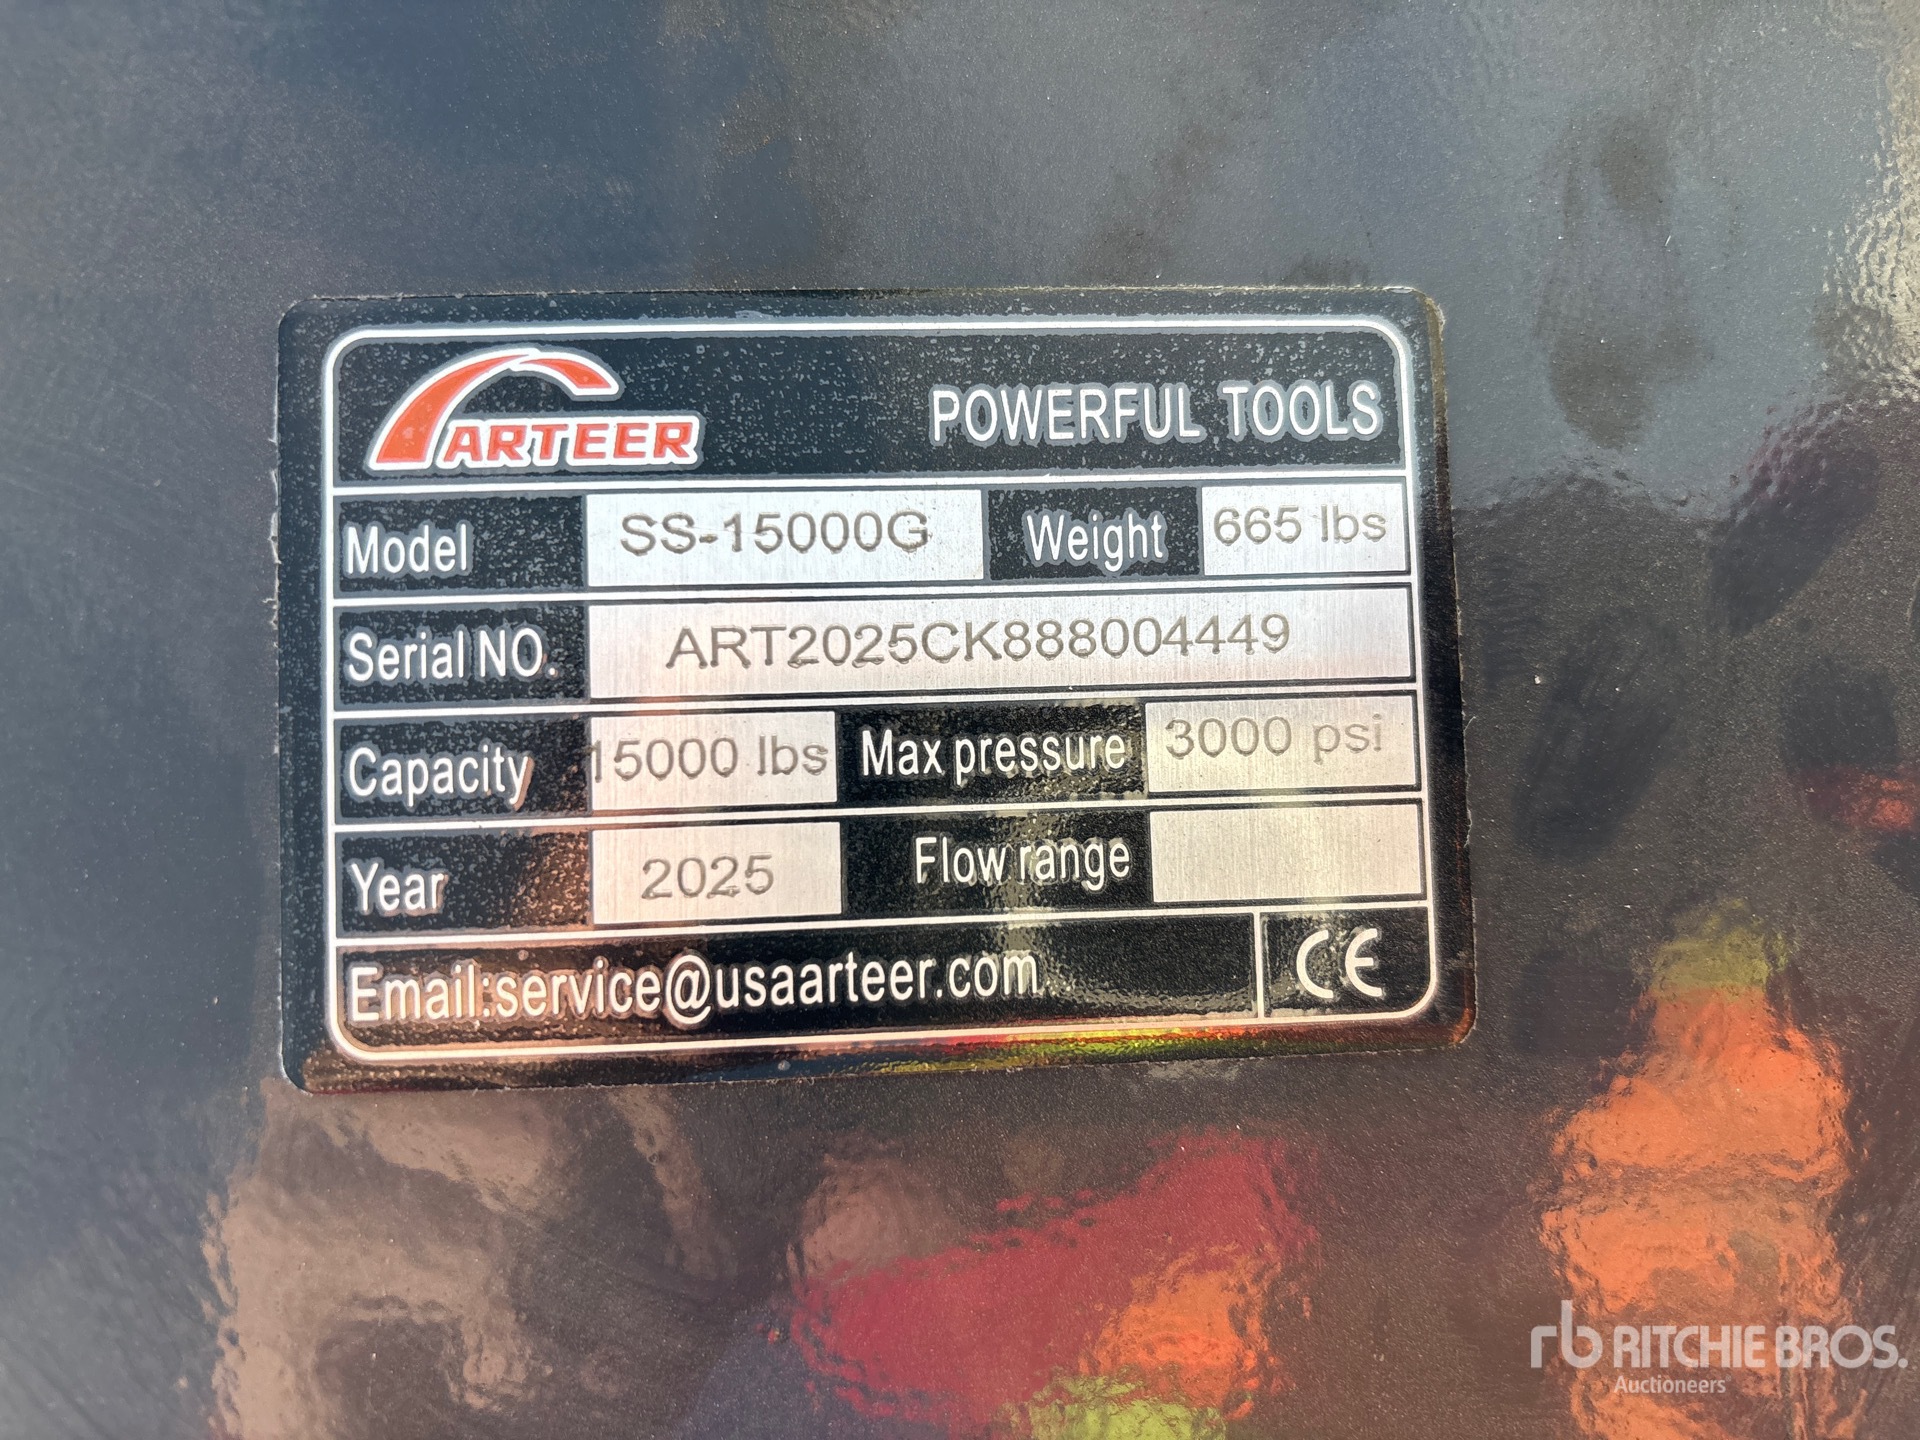 ARTEER POWERFUL TOOLS
Model SS-15000G Weight 665 lbs
Serial NO. ART2025CK888004449
Capacity 15000 lbs Max pressure 3000 psi
Year 2025 Flow range
Email:service@usaarteer.com CE
rb RITCHIE BROS.
Auctioneers